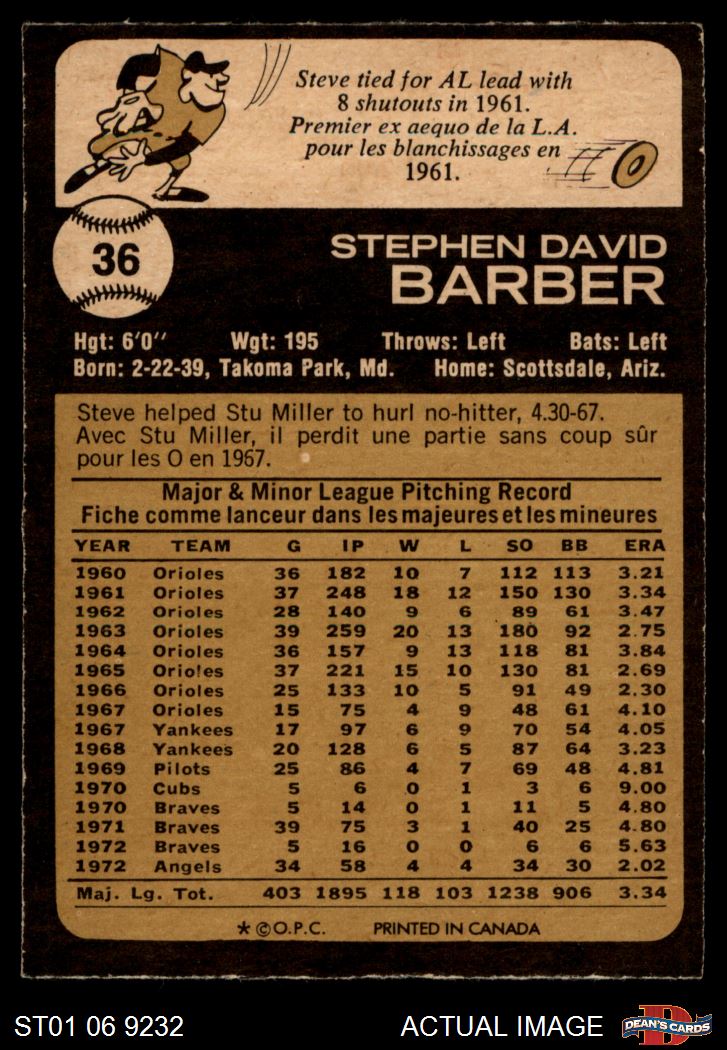 Steve tied for AL lead with
8 shutouts in 1961.
Premier ex aequo de la L.A.
pour les blanchissages en
1961.
36
STEPHEN DAVID
BARBER
Hgt: 6'0'' Wgt: 195 Throws: Left Bats: Left
Born: 2-22-39, Takoma Park, Md. Home: Scottsdale, Ariz.
Steve helped Stu Miller to hurl no-hitter, 4.30-67.
Avec Stu Miller, il perdit une partie sans coup sûr
pour les O en 1967.
Major & Minor League Pitching Record
Fiche comme lanceur dans les majeures et les mineures
YEAR TEAM G IP W L SO BB ERA
1960 Orioles 36 182 10 7 112 113 3.21
1961 Orioles 37 248 18 12 150 130 3.34
1962 Orioles 28 140 9 6 89 61 3.47
1963 Orioles 39 259 20 13 180 92 2.75
1964 Orioles 36 157 9 13 118 81 3.84
1965 Orioles 37 221 15 10 130 81 2.69
1966 Orioles 25 133 10 5 91 49 2.30
1967 Orioles 15 75 4 9 48 61 4.10
1967 Yankees 17 97 6 9 70 54 4.05
1968 Yankees 20 128 6 5 87 64 3.23
1969 Pilots 25 86 4 7 69 48 4.81
1970 Cubs 5 6 0 1 3 6 9.00
1970 Braves 5 14 0 1 11 5 4.80
1971 Braves 39 75 3 1 40 25 4.80
1972 Braves 5 16 0 0 6 6 5.63
1972 Angels 34 58 4 4 34 30 2.02
Maj. Lg. Tot. 403 1895 118 103 1238 906 3.34
* © O.P.C. PRINTED IN CANADA
ST01 06 9232 ACTUAL IMAGE D DEAN'S CARDS